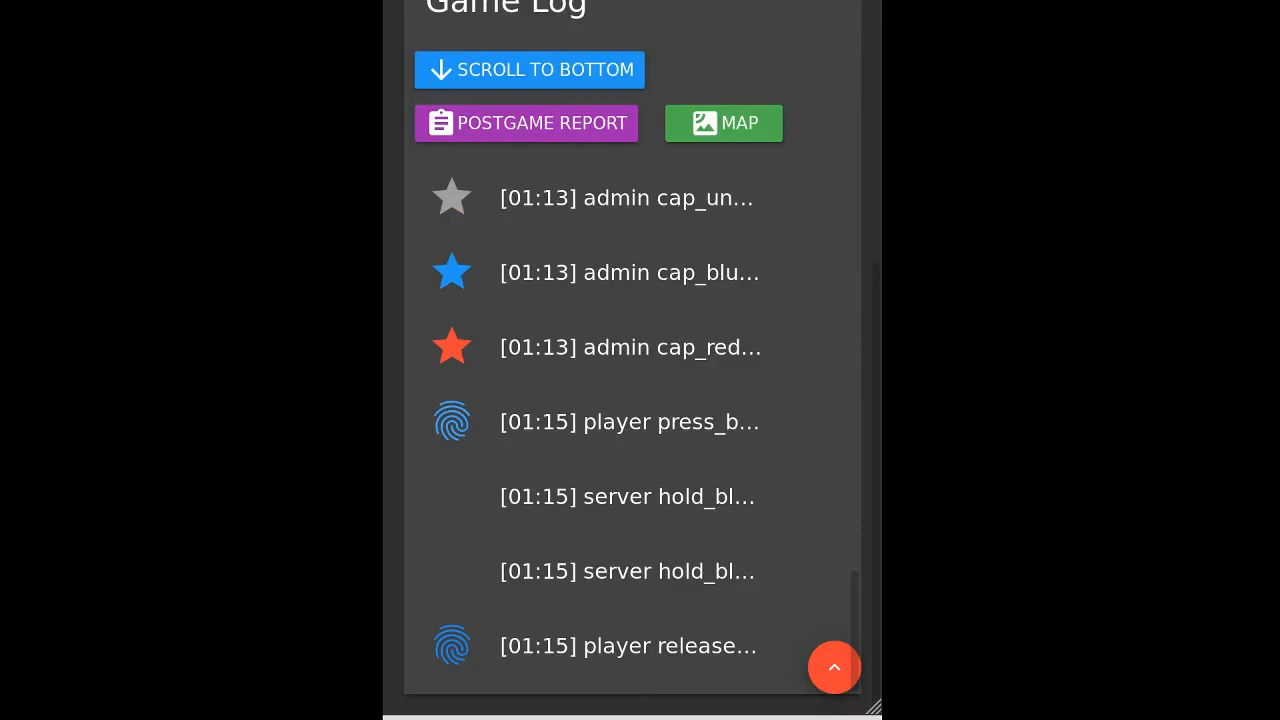 Game Log
SCROLL TO BOTTOM
POSTGAME REPORT
MAP
[01:13] admin cap_un...
[01:13] admin cap_blu...
[01:13] admin cap_red...
[01:15] player press_b...
[01:15] server hold_bl...
[01:15] server hold_bl...
[01:15] player release...